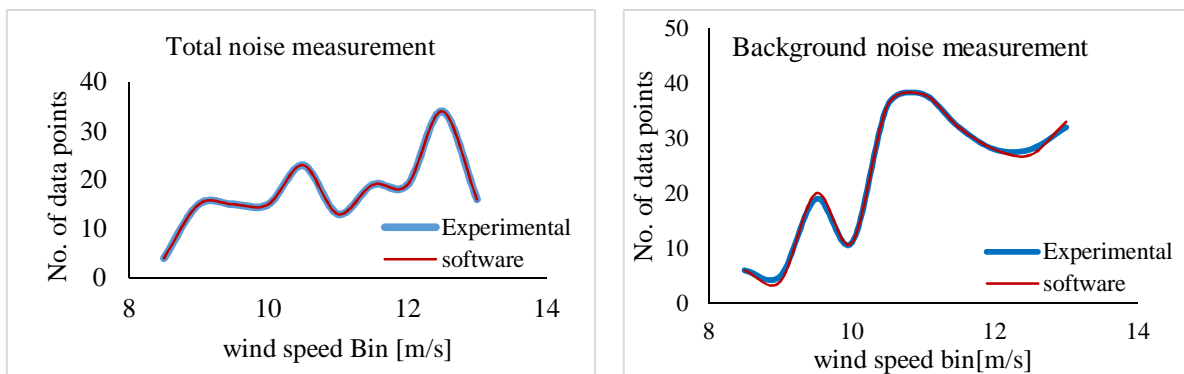 Total noise measurement
No. of data points
40
30
20
10
0
Experimental
software
8
10
12
14
wind speed Bin [m/s]
Background noise measurement
No. of data points
50
40
30
20
10
0
Experimental
software
8
10
12
14
wind speed bin[m/s]